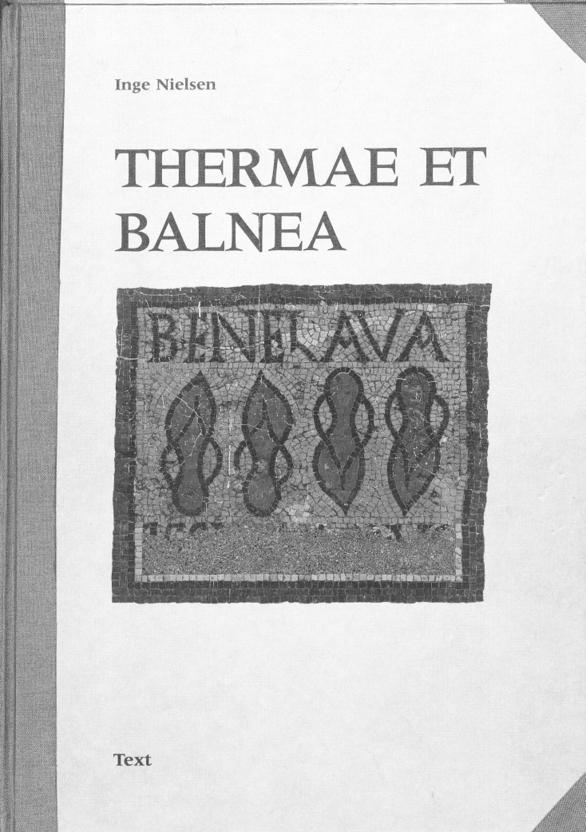 Inge Nielsen
THERMAE ET
BALNEA
BENE LAVA
Text